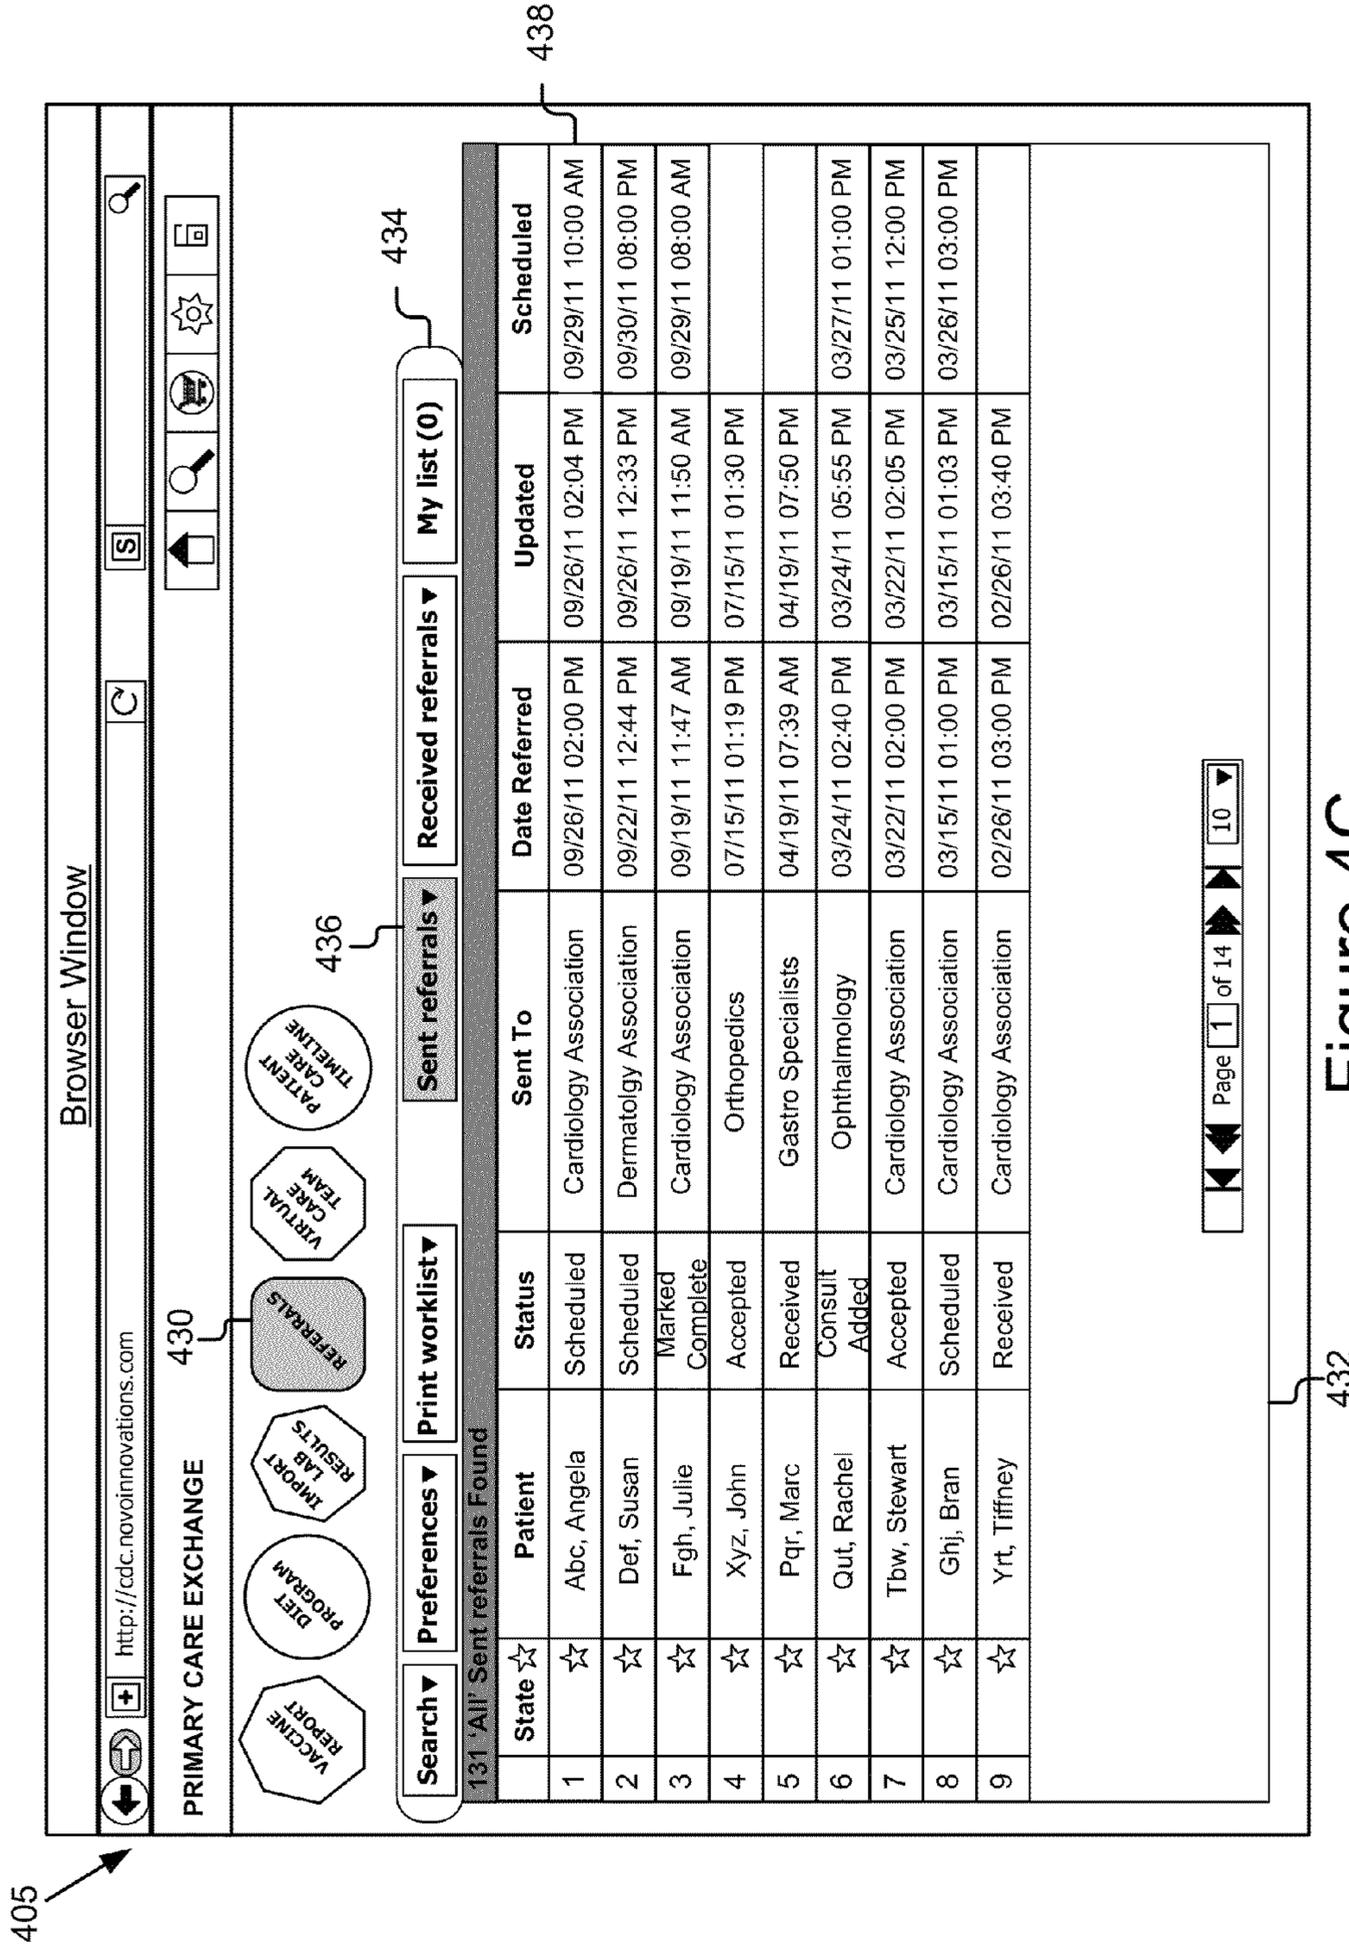 405
Browser Window
+ http://cdc.novoinnovations.com S
PRIMARY CARE EXCHANGE
430
436
434
438
VACCINE REPORT
DIET PROGRAM
IMPORT LAB RESULTS
REFERRALS
VIRTUAL CARE TEAM
PATIENT CARE TIMELINE
Search▼ Preferences ▼ Print worklist▼ Sent referrals▼ Received referrals ▼ My list (0)
131 'All' Sent referrals Found
State ☆ Patient Status Sent To Date Referred Updated Scheduled
1 ☆ Abc, Angela Scheduled Cardiology Association 09/26/11 02:00 PM 09/26/11 02:04 PM 09/29/11 10:00 AM
2 ☆ Def, Susan Scheduled Dermatolgy Association 09/22/11 12:44 PM 09/26/11 12:33 PM 09/30/11 08:00 PM
3 ☆ Fgh, Julie Marked Complete Cardiology Association 09/19/11 11:47 AM 09/19/11 11:50 AM 09/29/11 08:00 AM
4 ☆ Xyz, John Accepted Orthopedics 07/15/11 01:19 PM 07/15/11 01:30 PM
5 ☆ Pqr, Marc Received Gastro Specialists 04/19/11 07:39 AM 04/19/11 07:50 PM
6 ☆ Qut, Rachel Consult Added Ophthalmology 03/24/11 02:40 PM 03/24/11 05:55 PM 03/27/11 01:00 PM
7 ☆ Tbw, Stewart Accepted Cardiology Association 03/22/11 02:00 PM 03/22/11 02:05 PM 03/25/11 12:00 PM
8 ☆ Ghj, Bran Scheduled Cardiology Association 03/15/11 01:00 PM 03/15/11 01:03 PM 03/26/11 03:00 PM
9 ☆ Yrt, Tiffney Received Cardiology Association 02/26/11 03:00 PM 02/26/11 03:40 PM
Page 1 of 14 10 ▼
432
Figure 4C